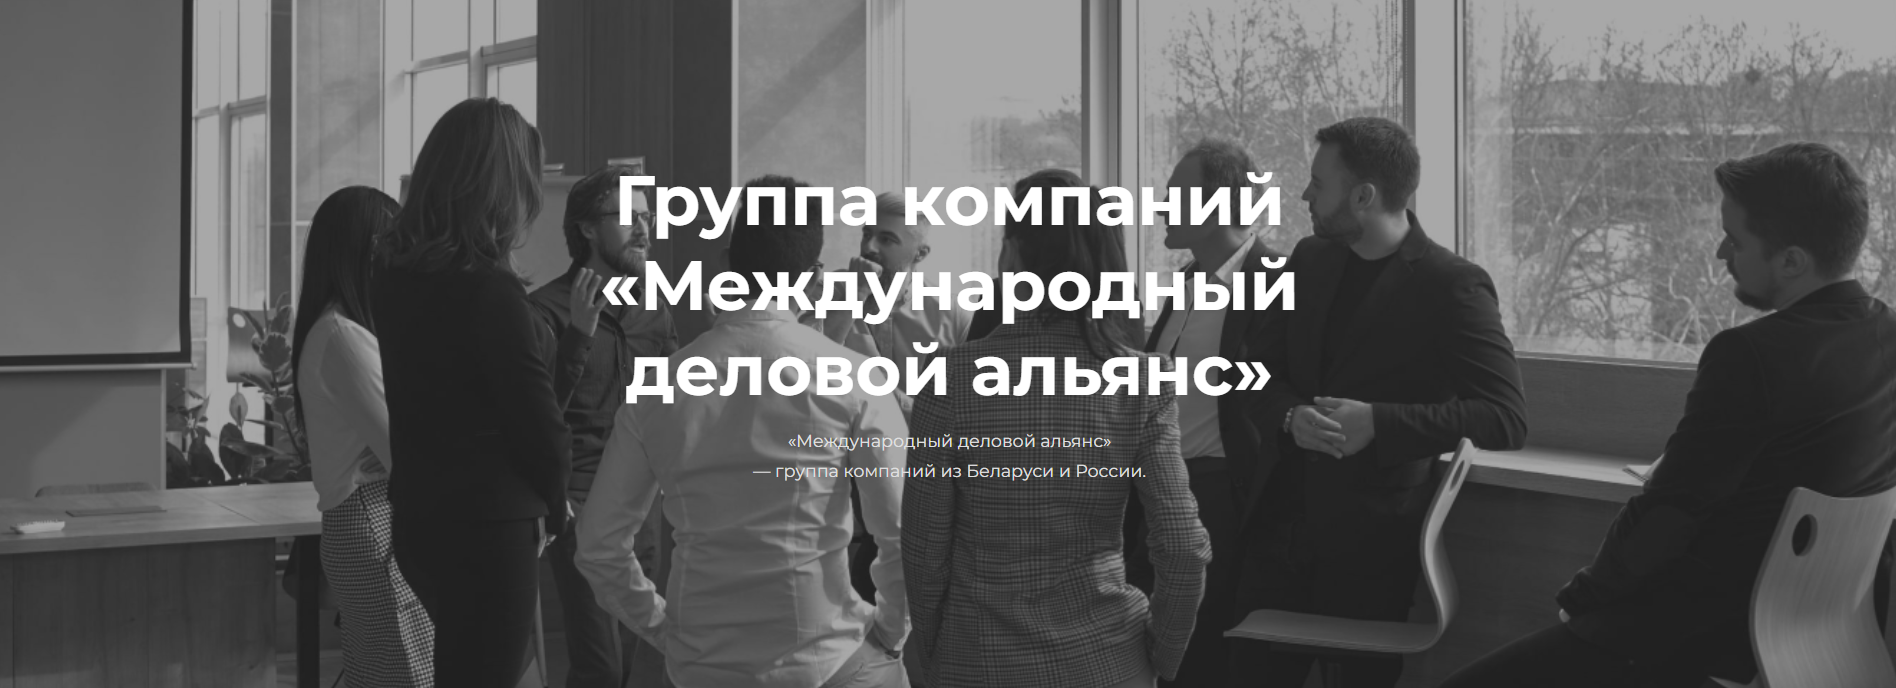 Группа компаний
«Международный
деловой альянс»
«Международный деловой альянс»
— группа компаний из Беларуси и России.